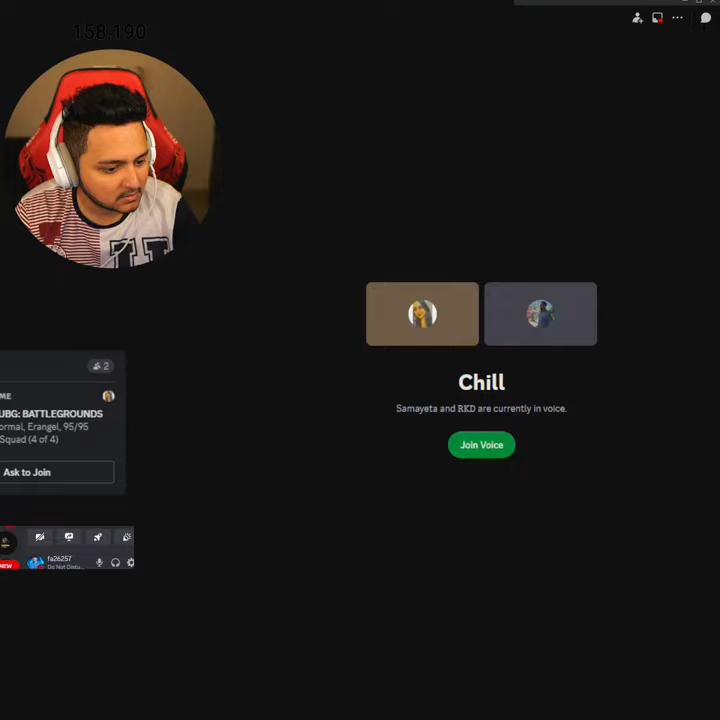 158,190
Chill
Samayeta and RKD are currently in voice.
Join Voice
2
ME
UBG: BATTLEGROUNDS
ormal, Erangel, 95/95
Squad (4 of 4)
Ask to Join
NEW
fa26257
Do Not Distu...